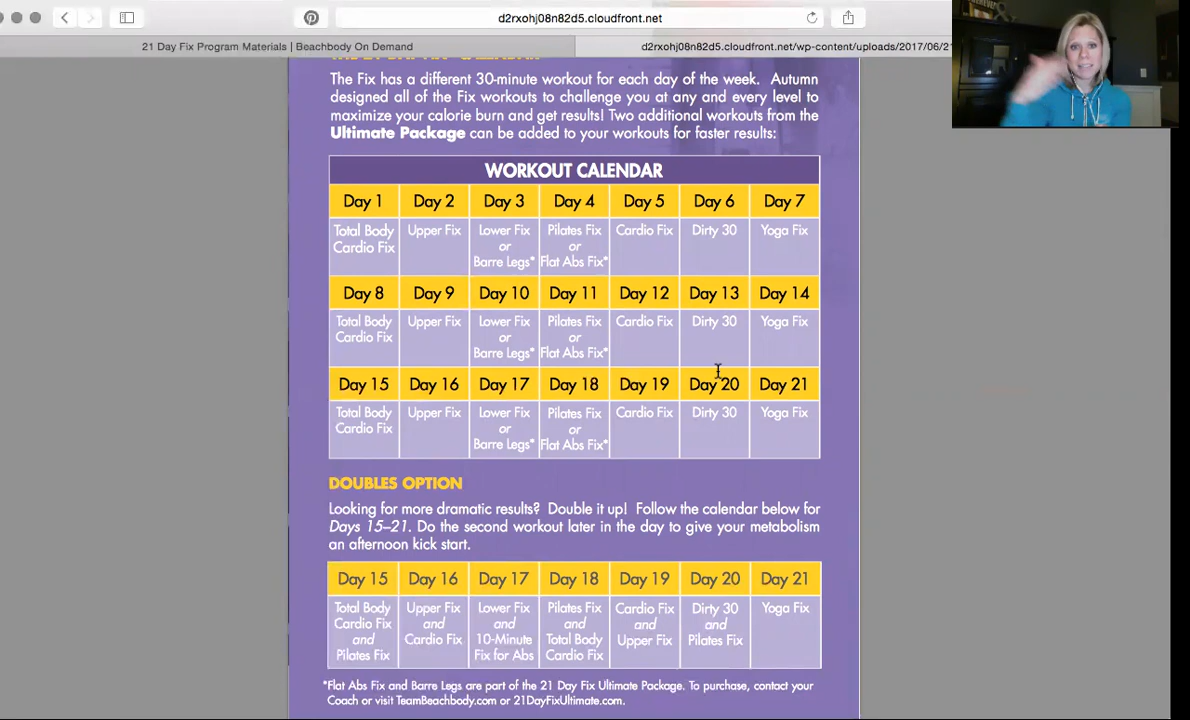 d2rxohj08n82d5.cloudfront.net
21 Day Fix Program Materials | Beachbody On Demand
d2rxohj08n82d5.cloudfront.net/wp-content/uploads/2017/06/21
The Fix has a different 30-minute workout for each day of the week. Autumn
designed all of the Fix workouts to challenge you at any and every level to
maximize your calorie burn and get results! Two additional workouts from the
Ultimate Package can be added to your workouts for faster results:
WORKOUT CALENDAR
Day 1 Day 2 Day 3 Day 4 Day 5 Day 6 Day 7
Total Body Upper Fix Lower Fix Pilates Fix Cardio Fix Dirty 30 Yoga Fix
Cardio Fix or or
Barre Legs* Flat Abs Fix*
Day 8 Day 9 Day 10 Day 11 Day 12 Day 13 Day 14
Total Body Upper Fix Lower Fix Pilates Fix Cardio Fix Dirty 30 Yoga Fix
Cardio Fix or or
Barre Legs* Flat Abs Fix*
Day 15 Day 16 Day 17 Day 18 Day 19 Day 20 Day 21
Total Body Upper Fix Lower Fix Pilates Fix Cardio Fix Dirty 30 Yoga Fix
Cardio Fix or or
Barre Legs* Flat Abs Fix*
DOUBLES OPTION
Looking for more dramatic results? Double it up! Follow the calendar below for
Days 15–21. Do the second workout later in the day to give your metabolism
an afternoon kick start.
Day 15 Day 16 Day 17 Day 18 Day 19 Day 20 Day 21
Total Body Upper Fix Lower Fix Pilates Fix Cardio Fix Dirty 30 Yoga Fix
Cardio Fix and and and and and
and Cardio Fix 10-Minute Total Body Upper Fix Pilates Fix
Pilates Fix Fix for Abs Cardio Fix
*Flat Abs Fix and Barre Legs are part of the 21 Day Fix Ultimate Package. To purchase, contact your
Coach or visit TeamBeachbody.com or 21DayFixUltimate.com.